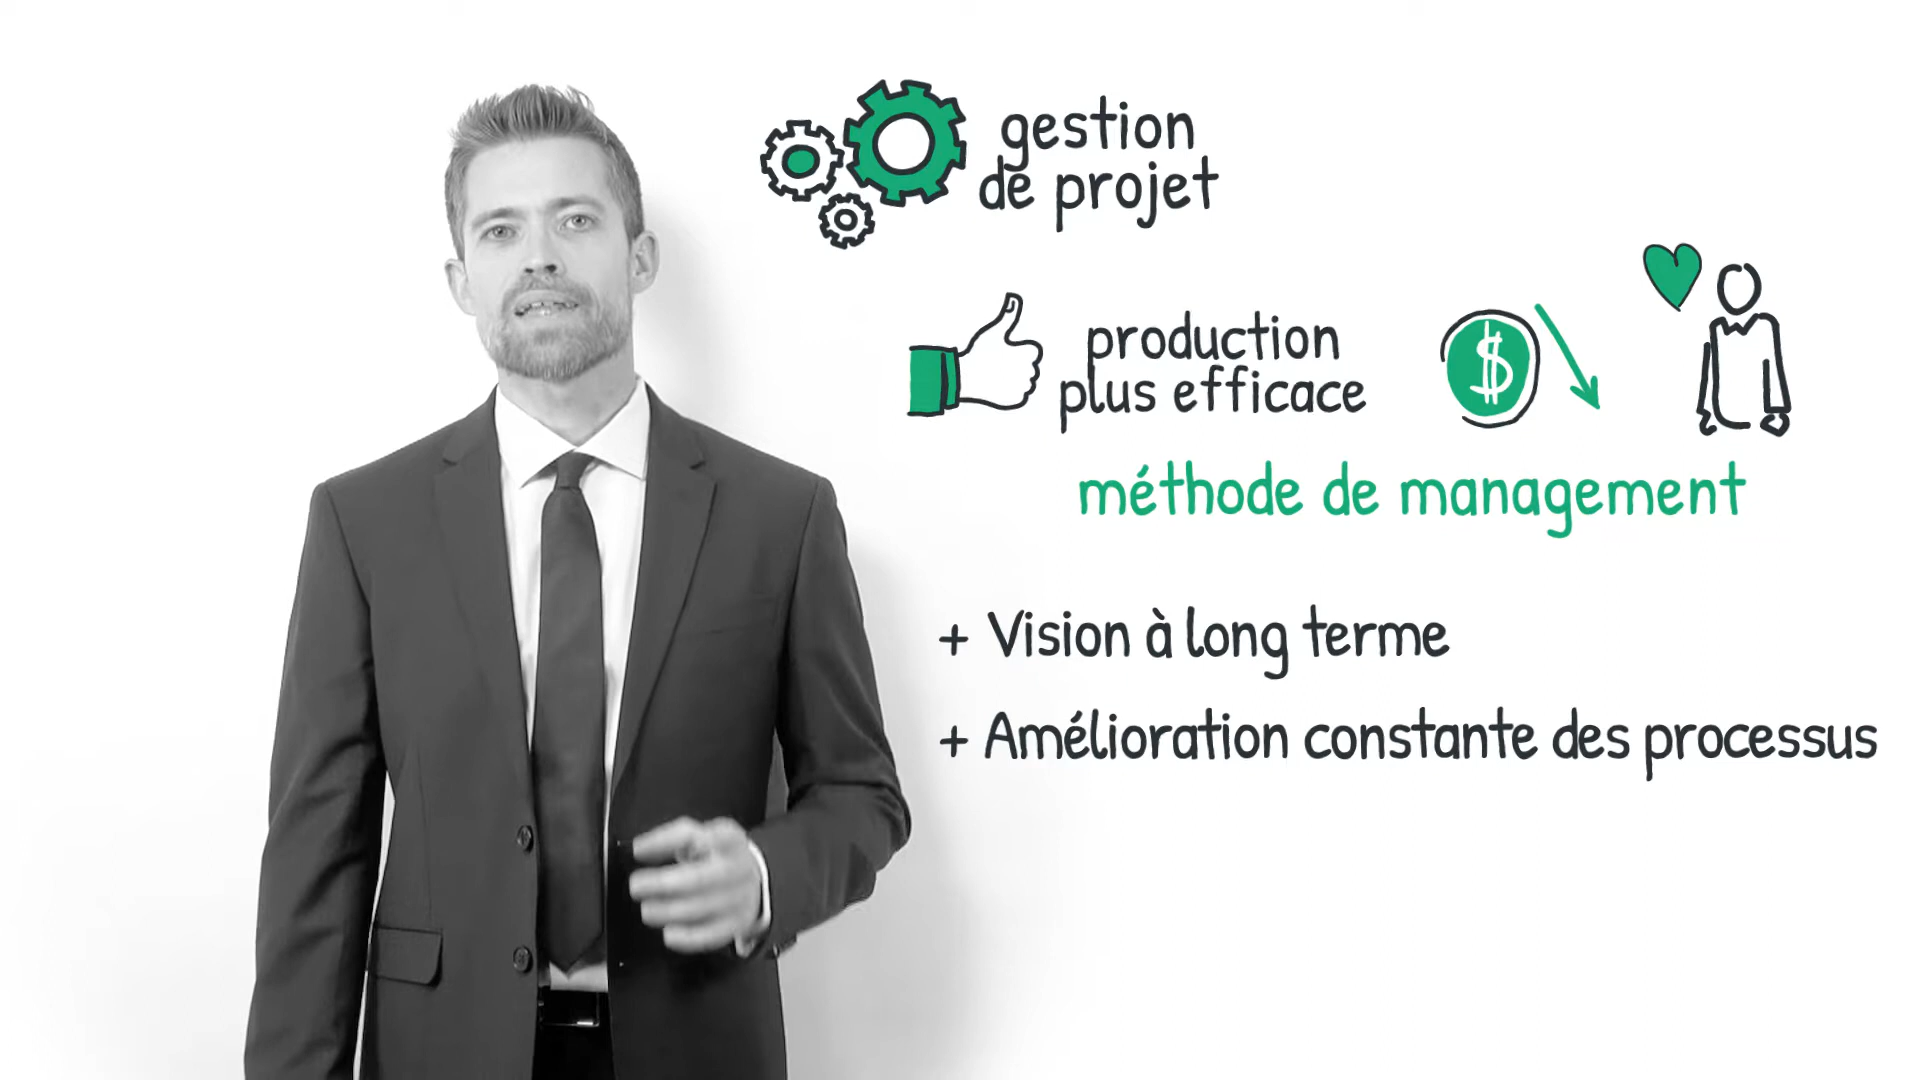 gestion
de projet
production
plus efficace
$
méthode de management
+ Vision à long terme
+ Amélioration constante des processus